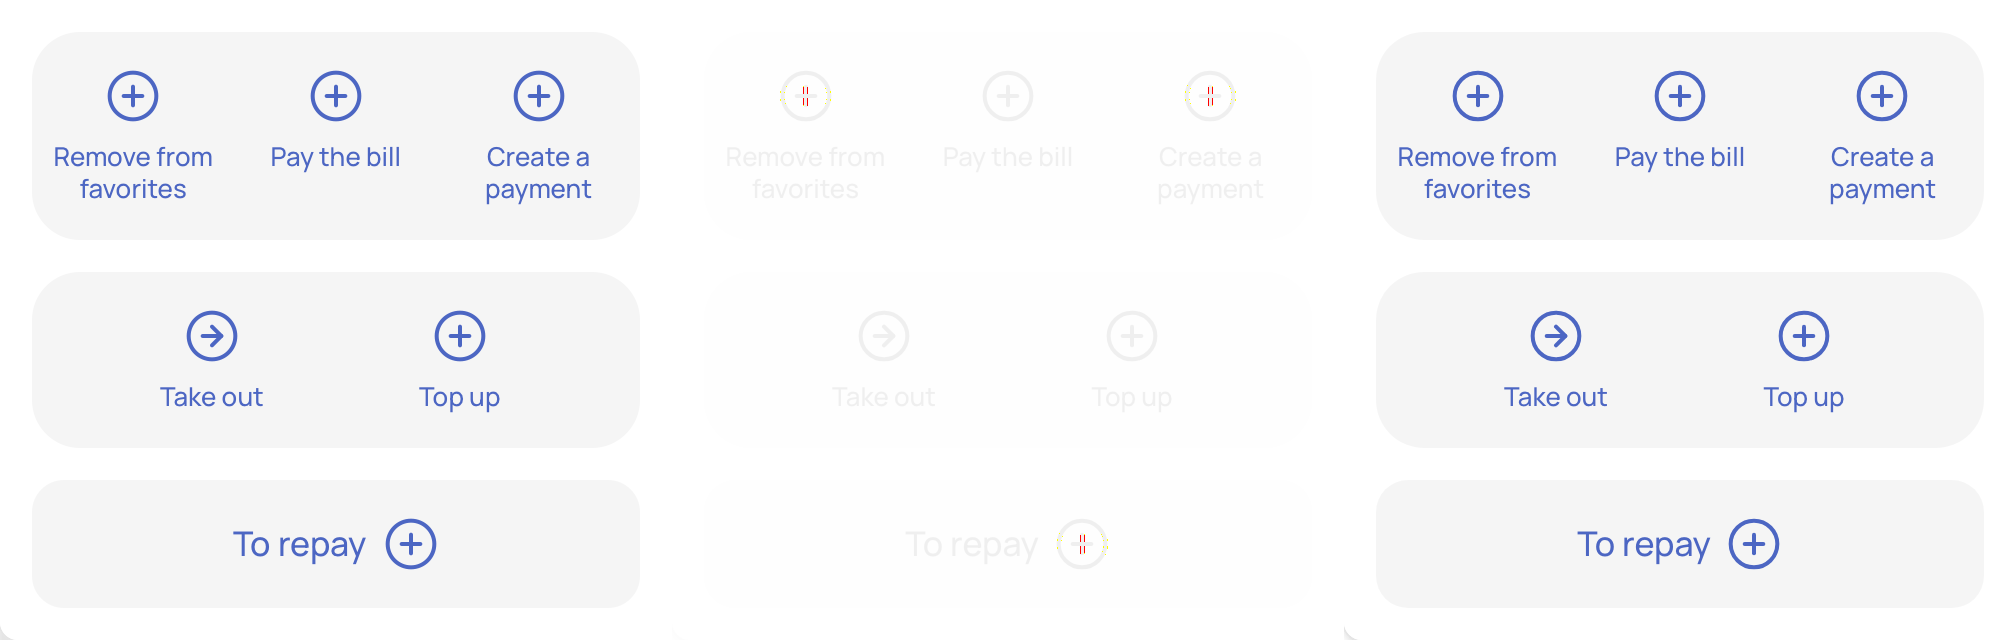 Remove from
favorites
Pay the bill
Create a
payment
Take out
Top up
To repay
Remove from
favorites
Pay the bill
Create a
payment
Take out
Top up
To repay
Remove from
favorites
Pay the bill
Create a
payment
Take out
Top up
To repay